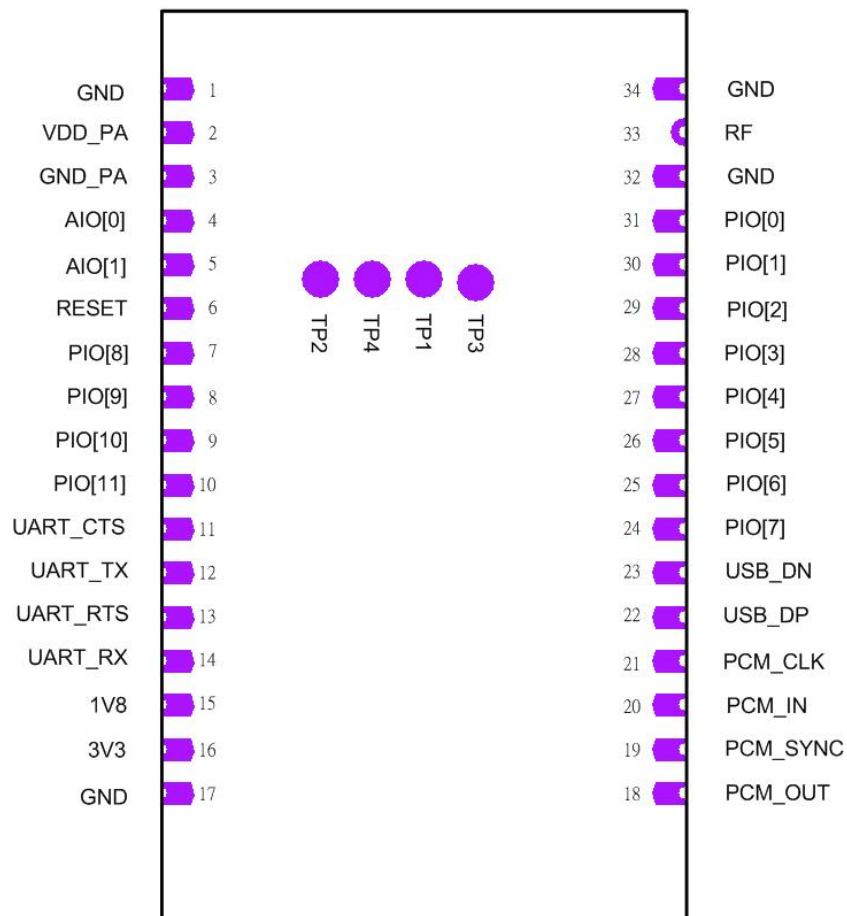 GND 1 34 GND
VDD_PA 2 33 RF
GND_PA 3 32 GND
AIO[0] 4 31 PIO[0]
AIO[1] 5 30 PIO[1]
RESET 6 29 PIO[2]
PIO[8] 7 28 PIO[3]
TP2 TP4 TP1 TP3
PIO[9] 8 27 PIO[4]
PIO[10] 9 26 PIO[5]
PIO[11] 10 25 PIO[6]
UART_CTS 11 24 PIO[7]
UART_TX 12 23 USB_DN
UART_RTS 13 22 USB_DP
UART_RX 14 21 PCM_CLK
1V8 15 20 PCM_IN
3V3 16 19 PCM_SYNC
GND 17 18 PCM_OUT